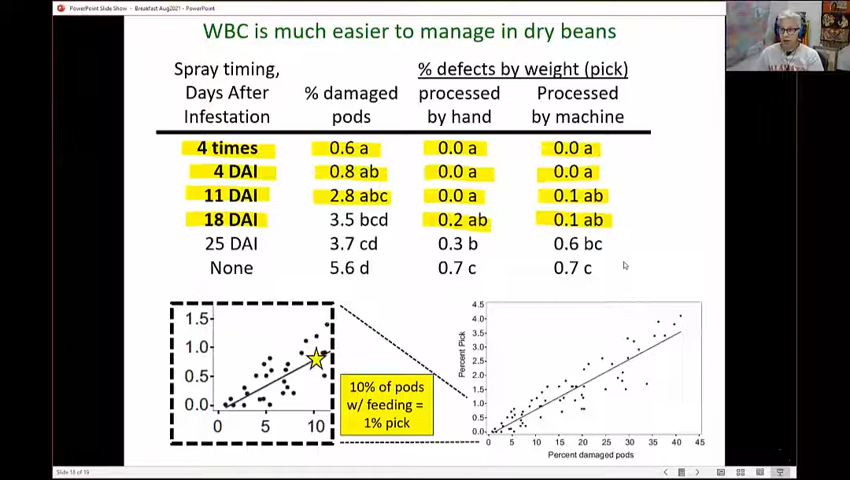 PowerPoint Slide Show - Breakfast Aug2021
WBC is much easier to manage in dry beans
Spray timing, % defects by weight (pick)
Days After % damaged processed Processed
Infestation pods by hand by machine
4 times 0.6 a 0.0 a 0.0 a
4 DAI 0.8 ab 0.0 a 0.0 a
11 DAI 2.8 abc 0.0 a 0.1 ab
18 DAI 3.5 bcd 0.2 ab 0.1 ab
25 DAI 3.7 cd 0.3 b 0.6 bc
None 5.6 d 0.7 c 0.7 c
1.5
1.0
0.5
0.0
0 5 10
10% of pods
w/ feeding =
1% pick
Percent Pick
4.5
4.0
3.5
3.0
2.5
2.0
1.5
1.0
0.5
0.0
0 5 10 15 20 25 30 35 40 45
Percent damaged pods
Slide 18 of 19